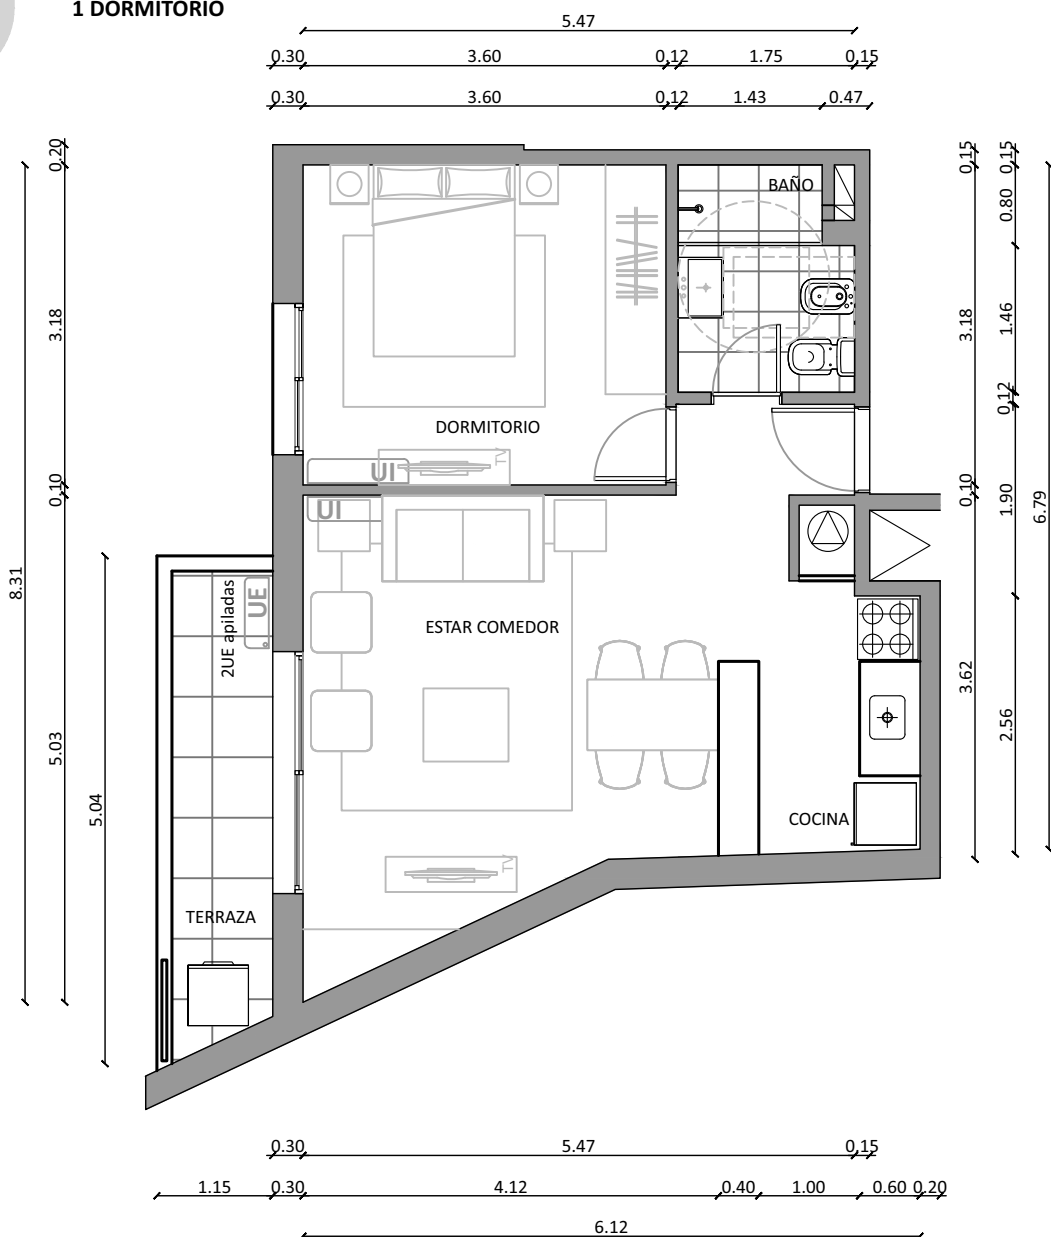 1 DORMITORIO
5.47
0.30 3.60 0.12 1.75 0.15
0.30 3.60 0.12 1.43 0.47
0.20
3.18
0.10
5.03
8.31
5.04
0.15
3.18
0.10
3.62
0.15
0.80
1.46
0.12
1.90
2.56
6.79
BAÑO
DORMITORIO
TV
UI
UI
ESTAR COMEDOR
UE
2UE apiladas
COCINA
TV
TERRAZA
0.30 5.47 0.15
1.15 0.30 4.12 0.40 1.00 0.60 0.20
6.12